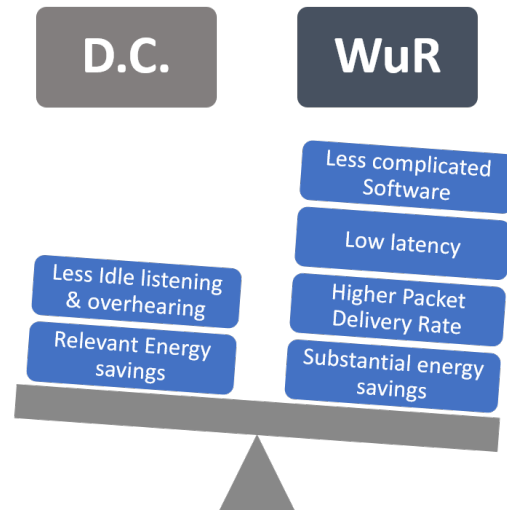 D.C.
WuR
Less Idle listening
& overhearing
Relevant Energy
savings
Less complicated
Software
Low latency
Higher Packet
Delivery Rate
Substantial energy
savings